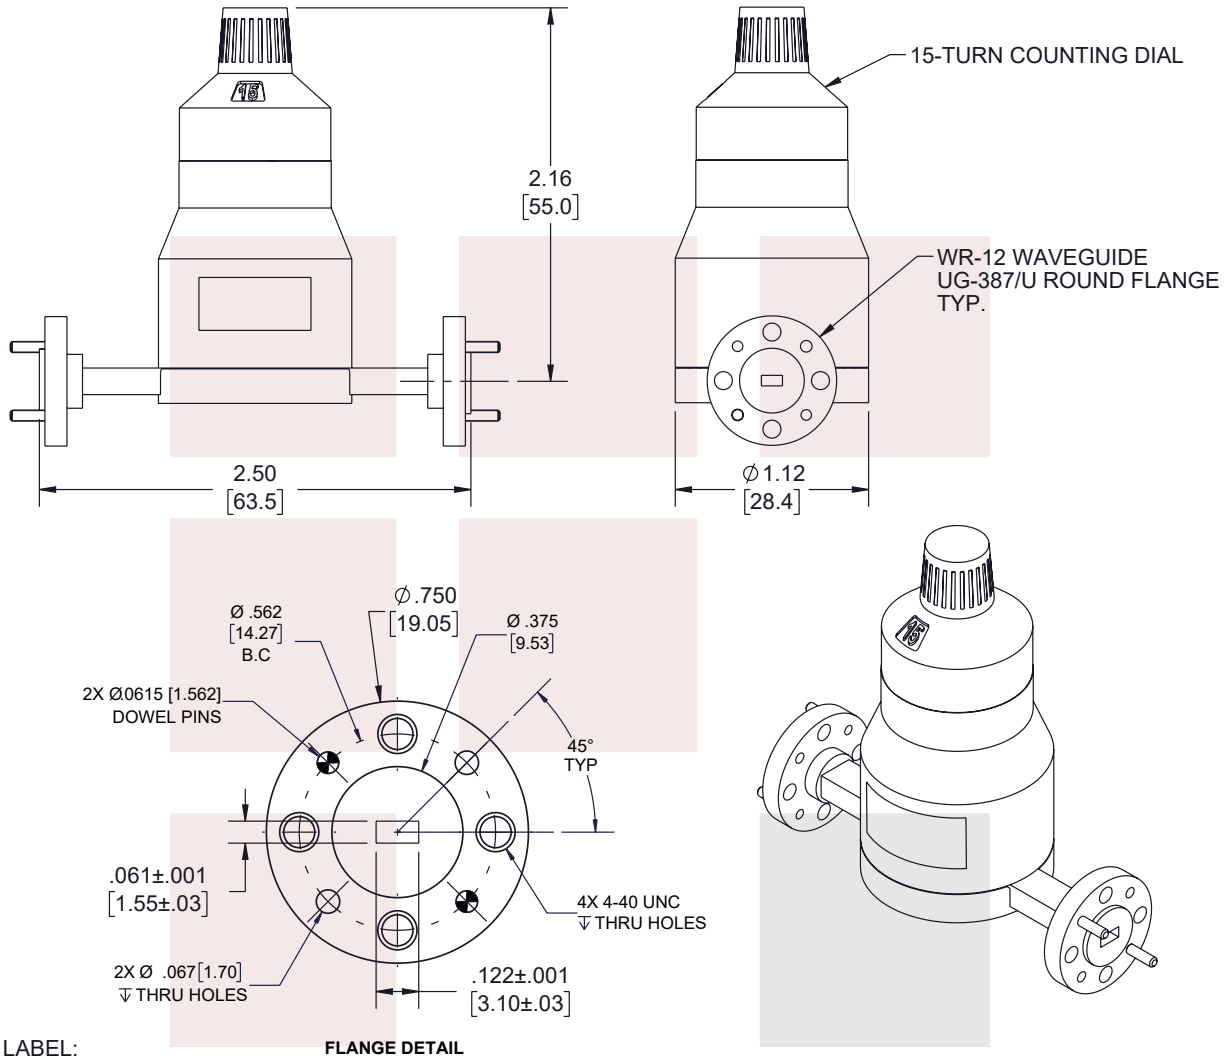 15
15-TURN COUNTING DIAL
2.16
[55.0]
WR-12 WAVEGUIDE
UG-387/U ROUND FLANGE
TYP.
2.50
[63.5]
Ø 1.12
[28.4]
Ø .562
[14.27]
B.C
Ø .750
[19.05]
Ø .375
[9.53]
15
2X Ø.0615 [1.562]
DOWEL PINS
45°
TYP
.061±.001
[1.55±.03]
4X 4-40 UNC
↧ THRU HOLES
2X Ø .067[1.70]
↧ THRU HOLES
.122±.001
[3.10±.03]
LABEL:
FLANGE DETAIL